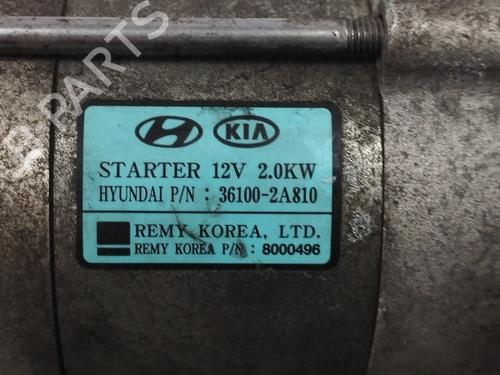 B-PARTS
KIA
STARTER 12V 2.0KW
HYUNDAI P/N : 36100-2A810
REMY KOREA, LTD.
REMY KOREA P/N : 8000496